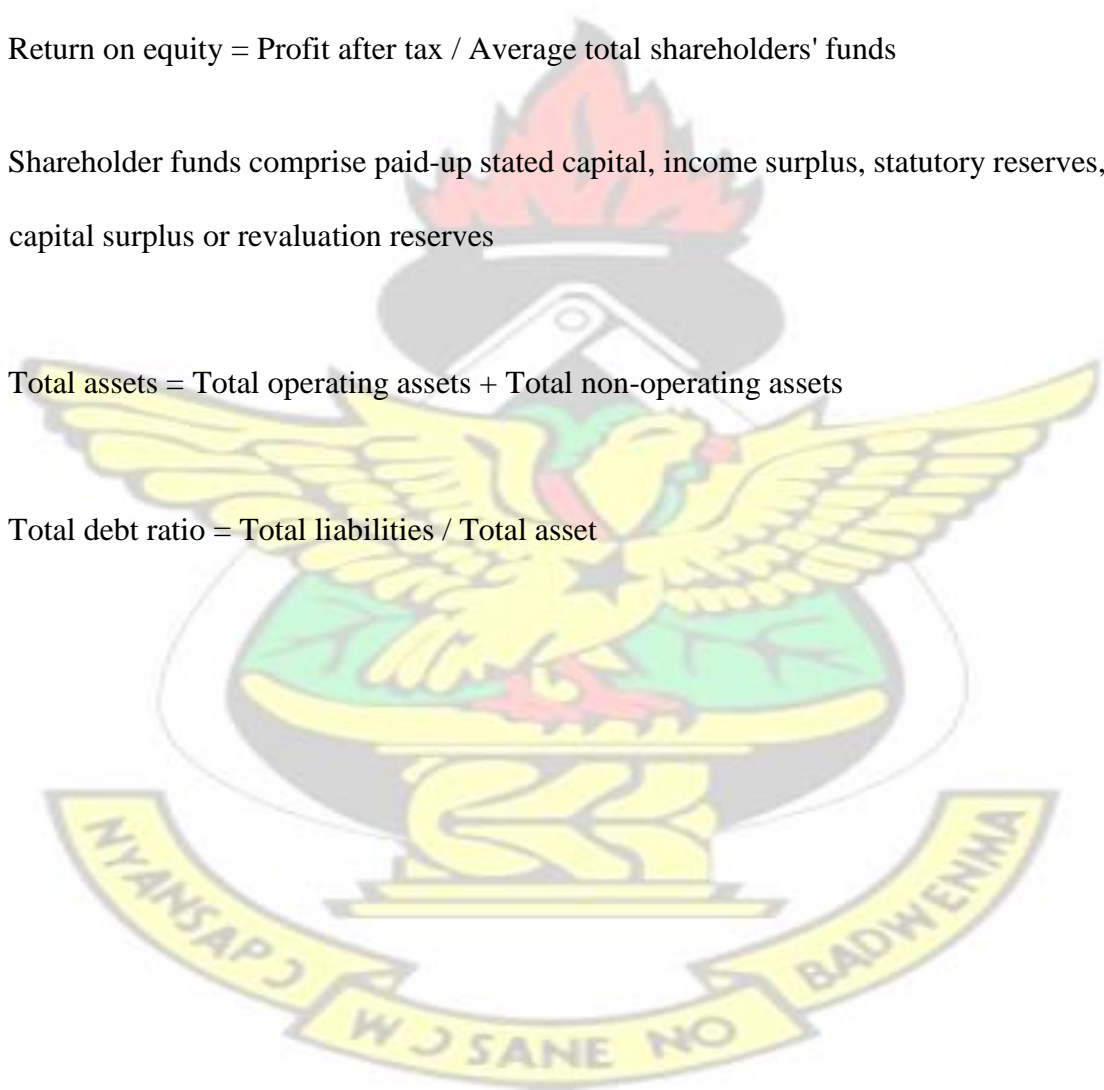 Return on equity = Profit after tax / Average total shareholders' funds
Shareholder funds comprise paid-up stated capital, income surplus, statutory reserves,
capital surplus or revaluation reserves
Total assets = Total operating assets + Total non-operating assets
Total debt ratio = Total liabilities / Total asset
NYANSAPƆ
WƆ SANE NO
BADWENMA